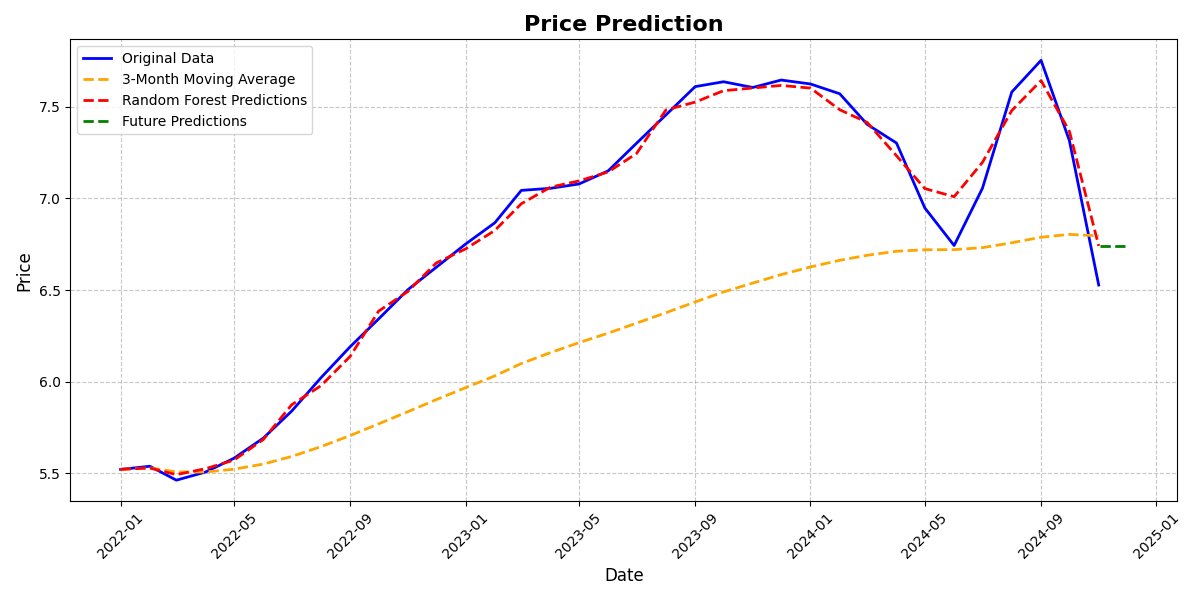 Price Prediction
Original Data
3-Month Moving Average
Random Forest Predictions
Future Predictions
Price
7.5
7.0
6.5
6.0
5.5
2022-01
2022-05
2022-09
2023-01
2023-05
2023-09
2024-01
2024-05
2024-09
2025-01
Date